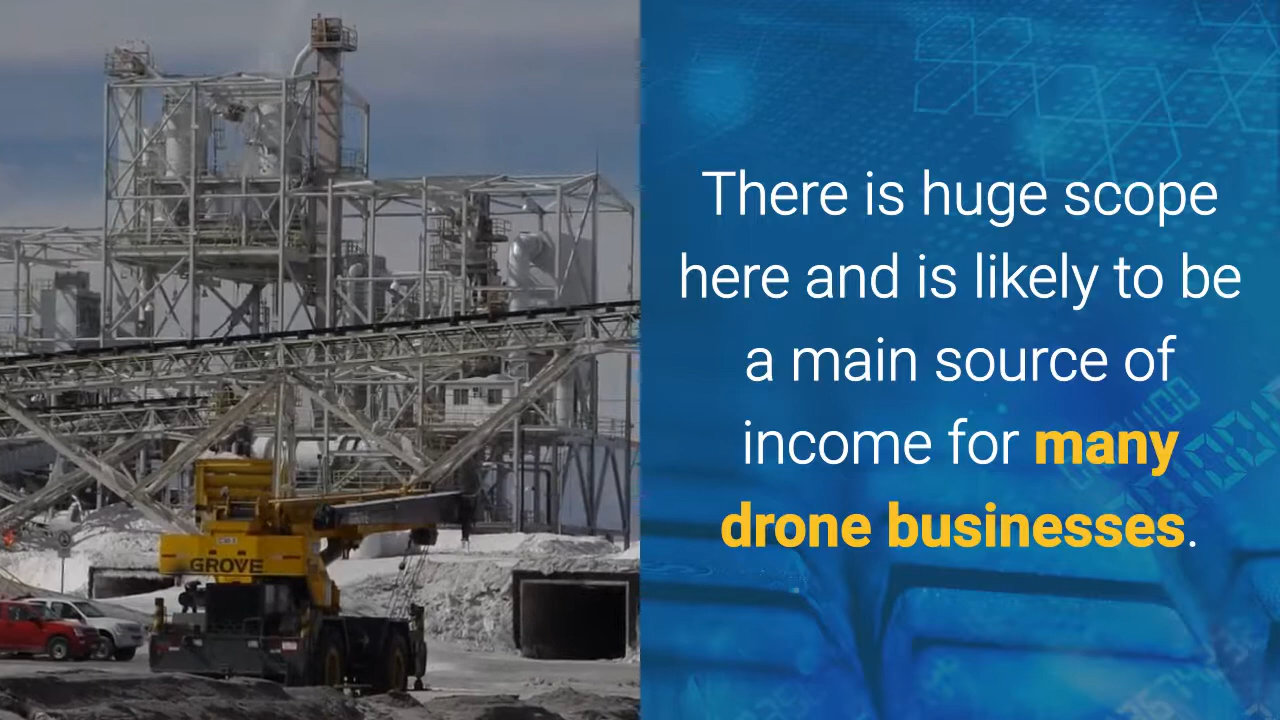 There is huge scope
here and is likely to be
a main source of
income for many
drone businesses.
GROVE